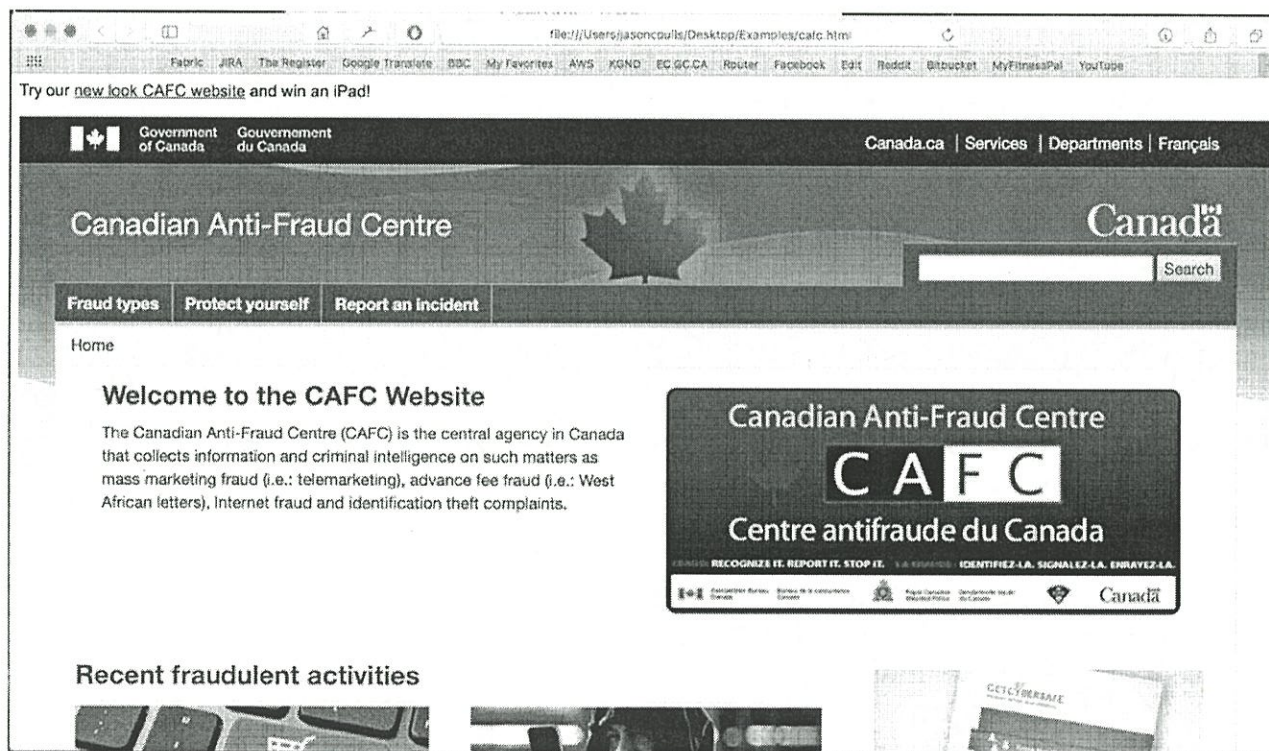 file:///Users/jasoncoulls/Desktop/Examples/cafc.html
Fabric JIRA The Register Google Translate BBC My Favorites AWS KGND EC.GC.CA Router Facebook Edit Reddit Bitbucket MyFitnessPal YouTube
Try our new look CAFC website and win an iPad!
Government of Canada
Gouvernement du Canada
Canada.ca | Services | Departments | Français
Canadian Anti-Fraud Centre
Canada
Search
Fraud types Protect yourself Report an incident
Home
Welcome to the CAFC Website
The Canadian Anti-Fraud Centre (CAFC) is the central agency in Canada
that collects information and criminal intelligence on such matters as
mass marketing fraud (i.e.: telemarketing), advance fee fraud (i.e.: West
African letters), Internet fraud and identification theft complaints.
Canadian Anti-Fraud Centre
CAFC
Centre antifraude du Canada
RECOGNIZE IT. REPORT IT. STOP IT. IDENTIFIEZ-LA. SIGNALEZ-LA. ENRAYEZ-LA.
Canada
Recent fraudulent activities
GETCYBERSAFE